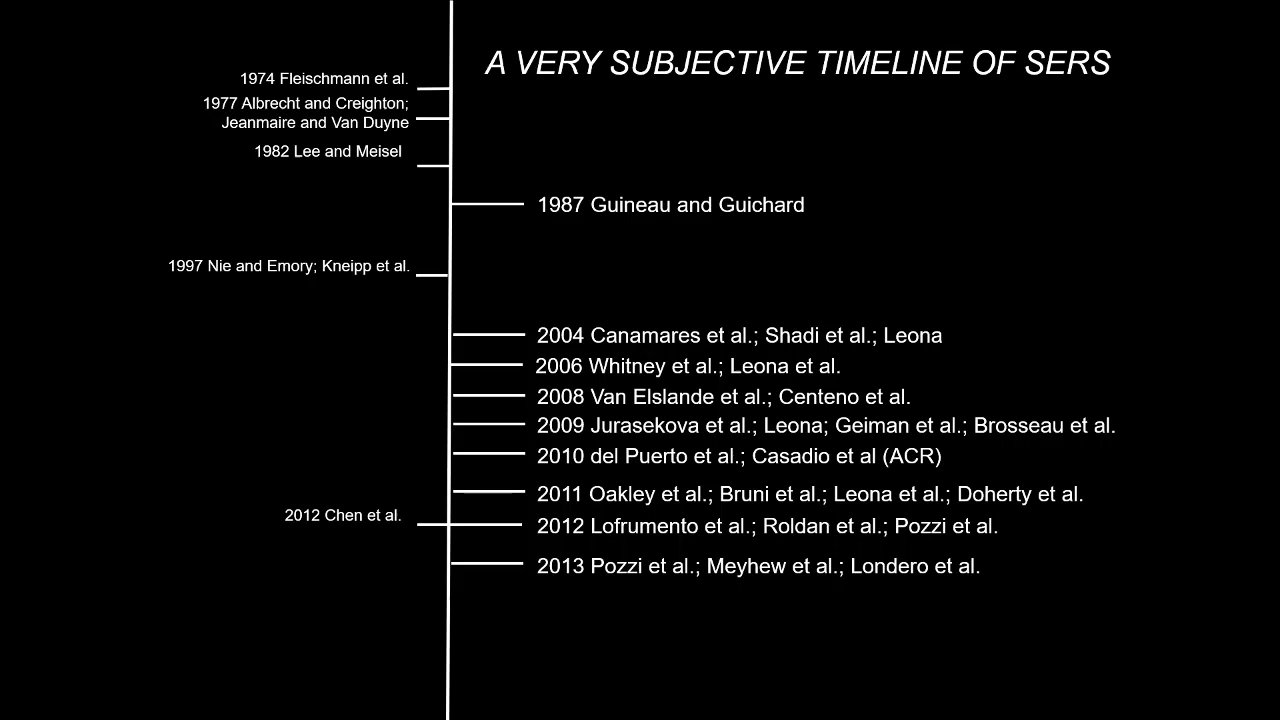 A VERY SUBJECTIVE TIMELINE OF SERS
1974 Fleischmann et al.
1977 Albrecht and Creighton;
Jeanmaire and Van Duyne
1982 Lee and Meisel
1987 Guineau and Guichard
1997 Nie and Emory; Kneipp et al.
2004 Canamares et al.; Shadi et al.; Leona
2006 Whitney et al.; Leona et al.
2008 Van Elslande et al.; Centeno et al.
2009 Jurasekova et al.; Leona; Geiman et al.; Brosseau et al.
2010 del Puerto et al.; Casadio et al (ACR)
2011 Oakley et al.; Bruni et al.; Leona et al.; Doherty et al.
2012 Chen et al.
2012 Lofrumento et al.; Roldan et al.; Pozzi et al.
2013 Pozzi et al.; Meyhew et al.; Londero et al.